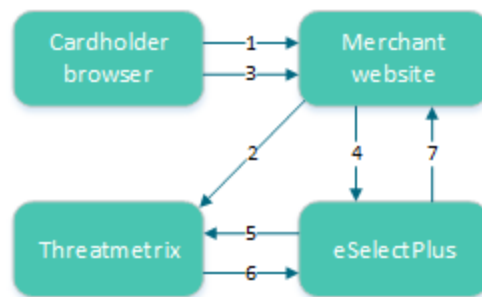 Cardholder
browser
1
3
Merchant
website
2
4
7
Threatmetrix
5
6
eSelectPlus